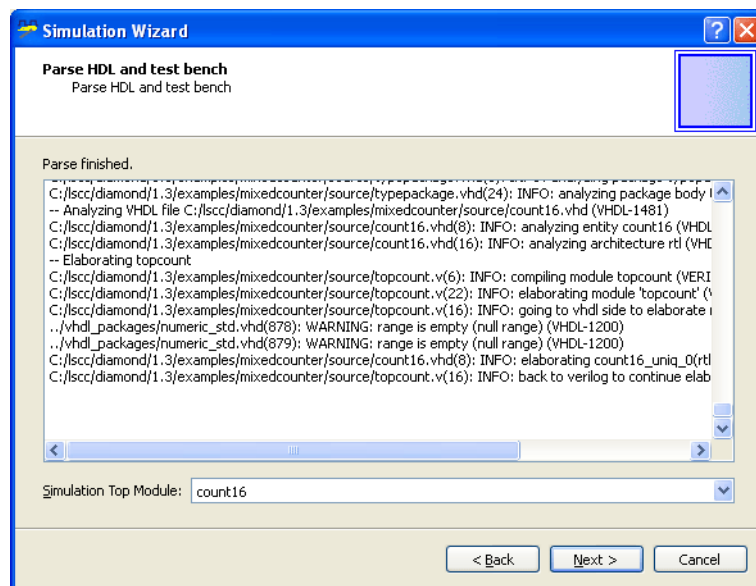 Simulation Wizard
Parse HDL and test bench
Parse HDL and test bench
Parse finished.
C:/lscc/diamond/1.3/examples/mixedcounter/source/typepackage.vhd(24): INFO: analyzing package body
-- Analyzing VHDL file C:/lscc/diamond/1.3/examples/mixedcounter/source/count16.vhd (VHDL-1481)
C:/lscc/diamond/1.3/examples/mixedcounter/source/count16.vhd(8): INFO: analyzing entity count16 (VHDL
C:/lscc/diamond/1.3/examples/mixedcounter/source/count16.vhd(16): INFO: analyzing architecture rtl (VHD
-- Elaborating topcount
C:/lscc/diamond/1.3/examples/mixedcounter/source/topcount.v(6): INFO: compiling module topcount (VERI
C:/lscc/diamond/1.3/examples/mixedcounter/source/topcount.v(22): INFO: elaborating module 'topcount' (
C:/lscc/diamond/1.3/examples/mixedcounter/source/topcount.v(16): INFO: going to vhdl side to elaborate
../vhdl_packages/numeric_std.vhd(878): WARNING: range is empty (null range) (VHDL-1200)
../vhdl_packages/numeric_std.vhd(879): WARNING: range is empty (null range) (VHDL-1200)
C:/lscc/diamond/1.3/examples/mixedcounter/source/count16.vhd(8): INFO: elaborating count16_uniq_0(rtl
C:/lscc/diamond/1.3/examples/mixedcounter/source/topcount.v(16): INFO: back to verilog to continue elab
Simulation Top Module: count16
< Back Next > Cancel